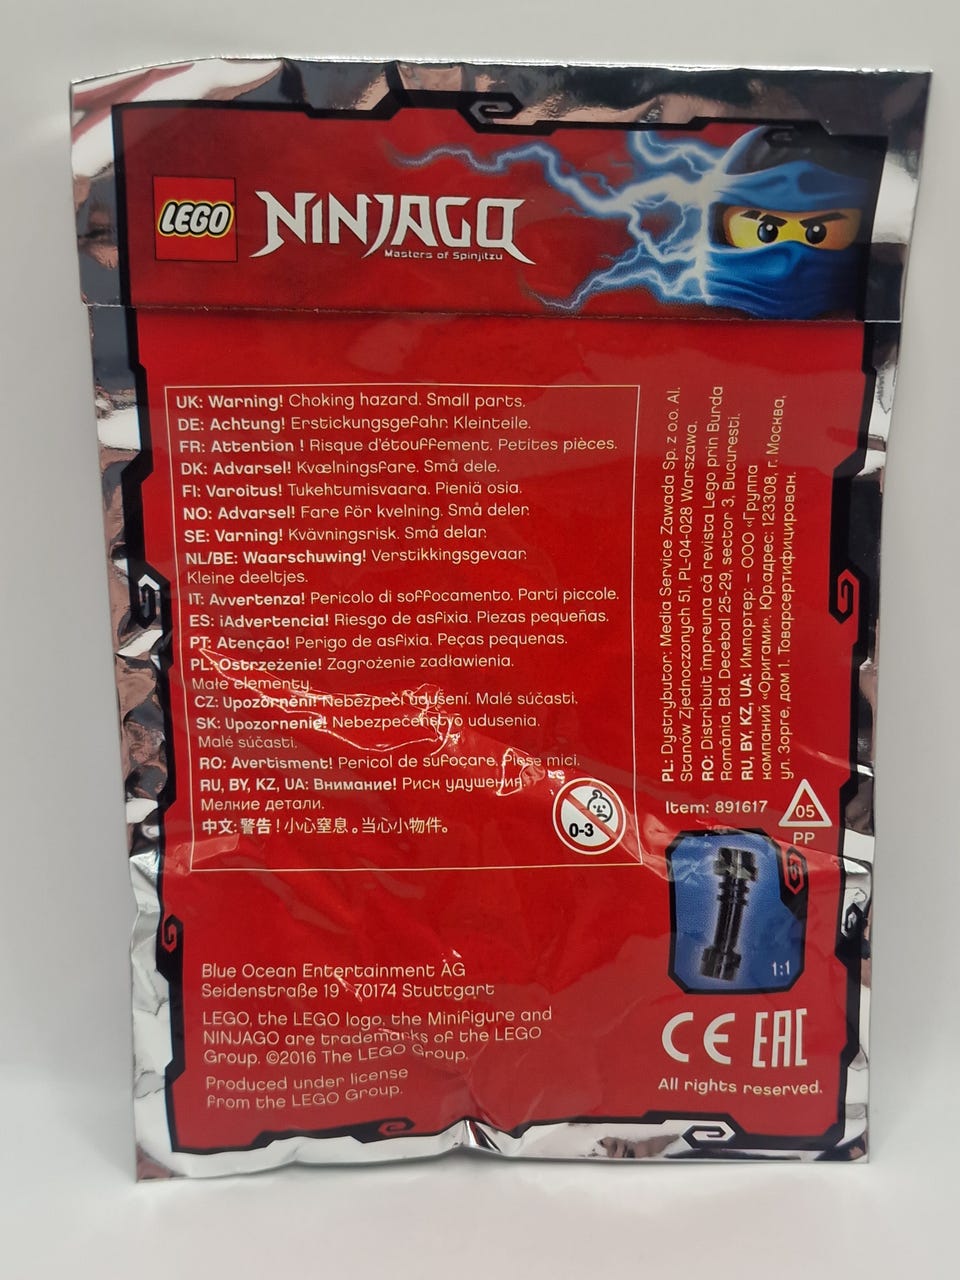 LEGO
NINJAGO
Masters of Spinjitzu
UK: Warning! Choking hazard. Small parts.
DE: Achtung! Erstickungsgefahr. Kleinteile.
FR: Attention ! Risque d'étouffement. Petites pièces.
DK: Advarsel! Kvælningsfare. Små dele.
FI: Varoitus! Tukehtumisvaara. Pieniä osia.
NO: Advarsel! Fare för kvelning. Små deler.
SE: Varning! Kvävningsrisk. Små delar.
NL/BE: Waarschuwing! Verstikkingsgevaar.
Kleine deeltjes.
IT: Avvertenza! Pericolo di soffocamento. Parti piccole.
ES: ¡Advertencia! Riesgo de asfixia. Piezas pequeñas.
PT: Atenção! Perigo de asfixia. Peças pequenas.
PL: Ostrzeżenie! Zagrożenie zadławienia.
Małe elementy.
CZ: Upozornění! Nebezpečí udušení. Malé súčasti.
SK: Upozornenie! Nebezpečenstvo udusenia.
Malé súčasti.
RO: Avertisment! Pericol de sufocare. Piese mici.
RU, BY, KZ, UA: Внимание! Риск удушения.
Мелкие детали.
中文: 警告！小心窒息。当心小物件。
0-3
PL: Dystrybutor: Media Service Zawada Sp. z o.o. Al.
Stanów Zjednoczonych 51, PL-04-028 Warszawa.
RO: Distribuit împreuna că revista Lego prin Burda
România, Bd. Decebal 25-29, sector 3, Bucuresti.
RU, BY, KZ, UA: Импортер: – ООО «Группа
компаний «Оригами». Юр.адрес: 123308, г. Москва,
ул. Зорге, дом 1. Товарсертифицирован.
Item: 891617
05
PP
1:1
Blue Ocean Entertainment AG
Seidenstraße 19 · 70174 Stuttgart
LEGO, the LEGO logo, the Minifigure and
NINJAGO are trademarks of the LEGO
Group. ©2016 The LEGO Group.
Produced under license
from the LEGO Group.
CE EAC
All rights reserved.